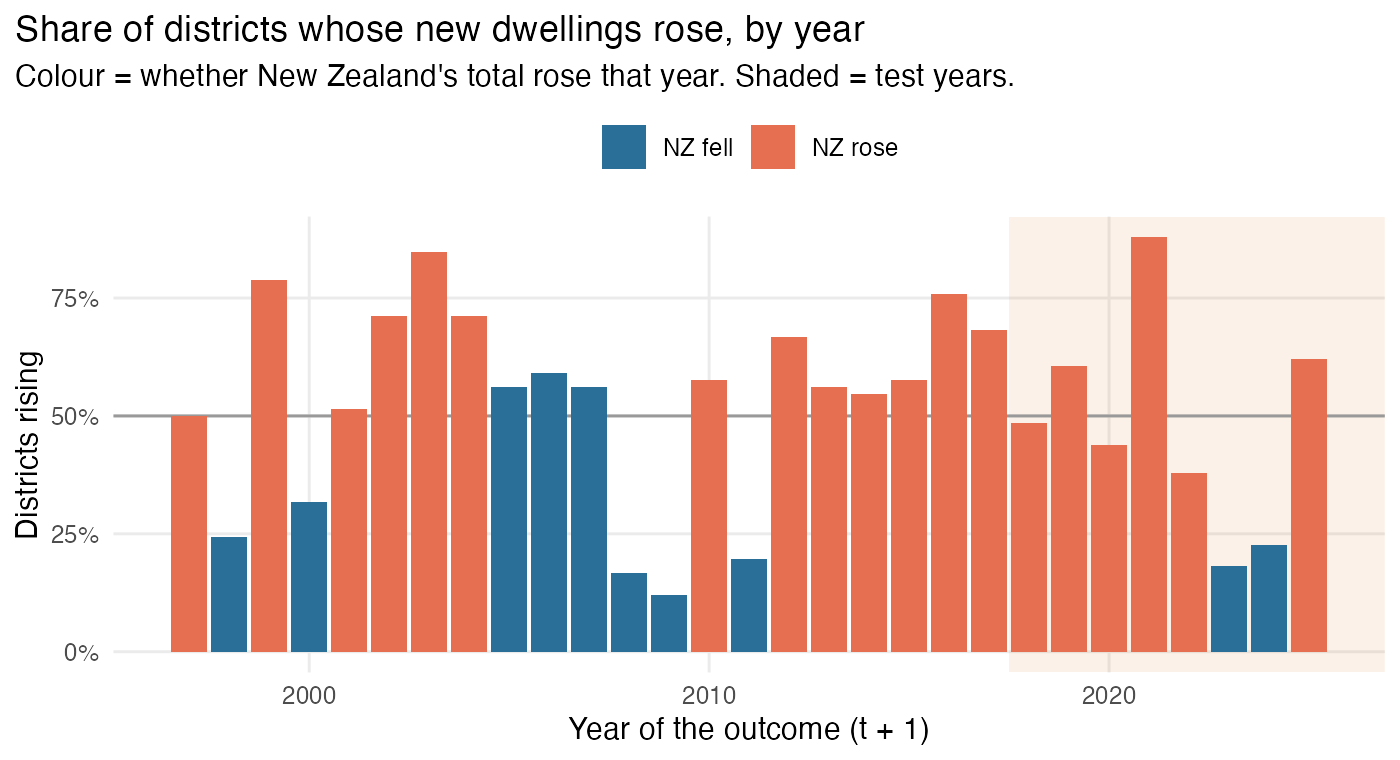 Share of districts whose new dwellings rose, by year
Colour = whether New Zealand's total rose that year. Shaded = test years.
NZ fell
NZ rose
Districts rising
75%
50%
25%
0%
2000
2010
2020
Year of the outcome (t + 1)